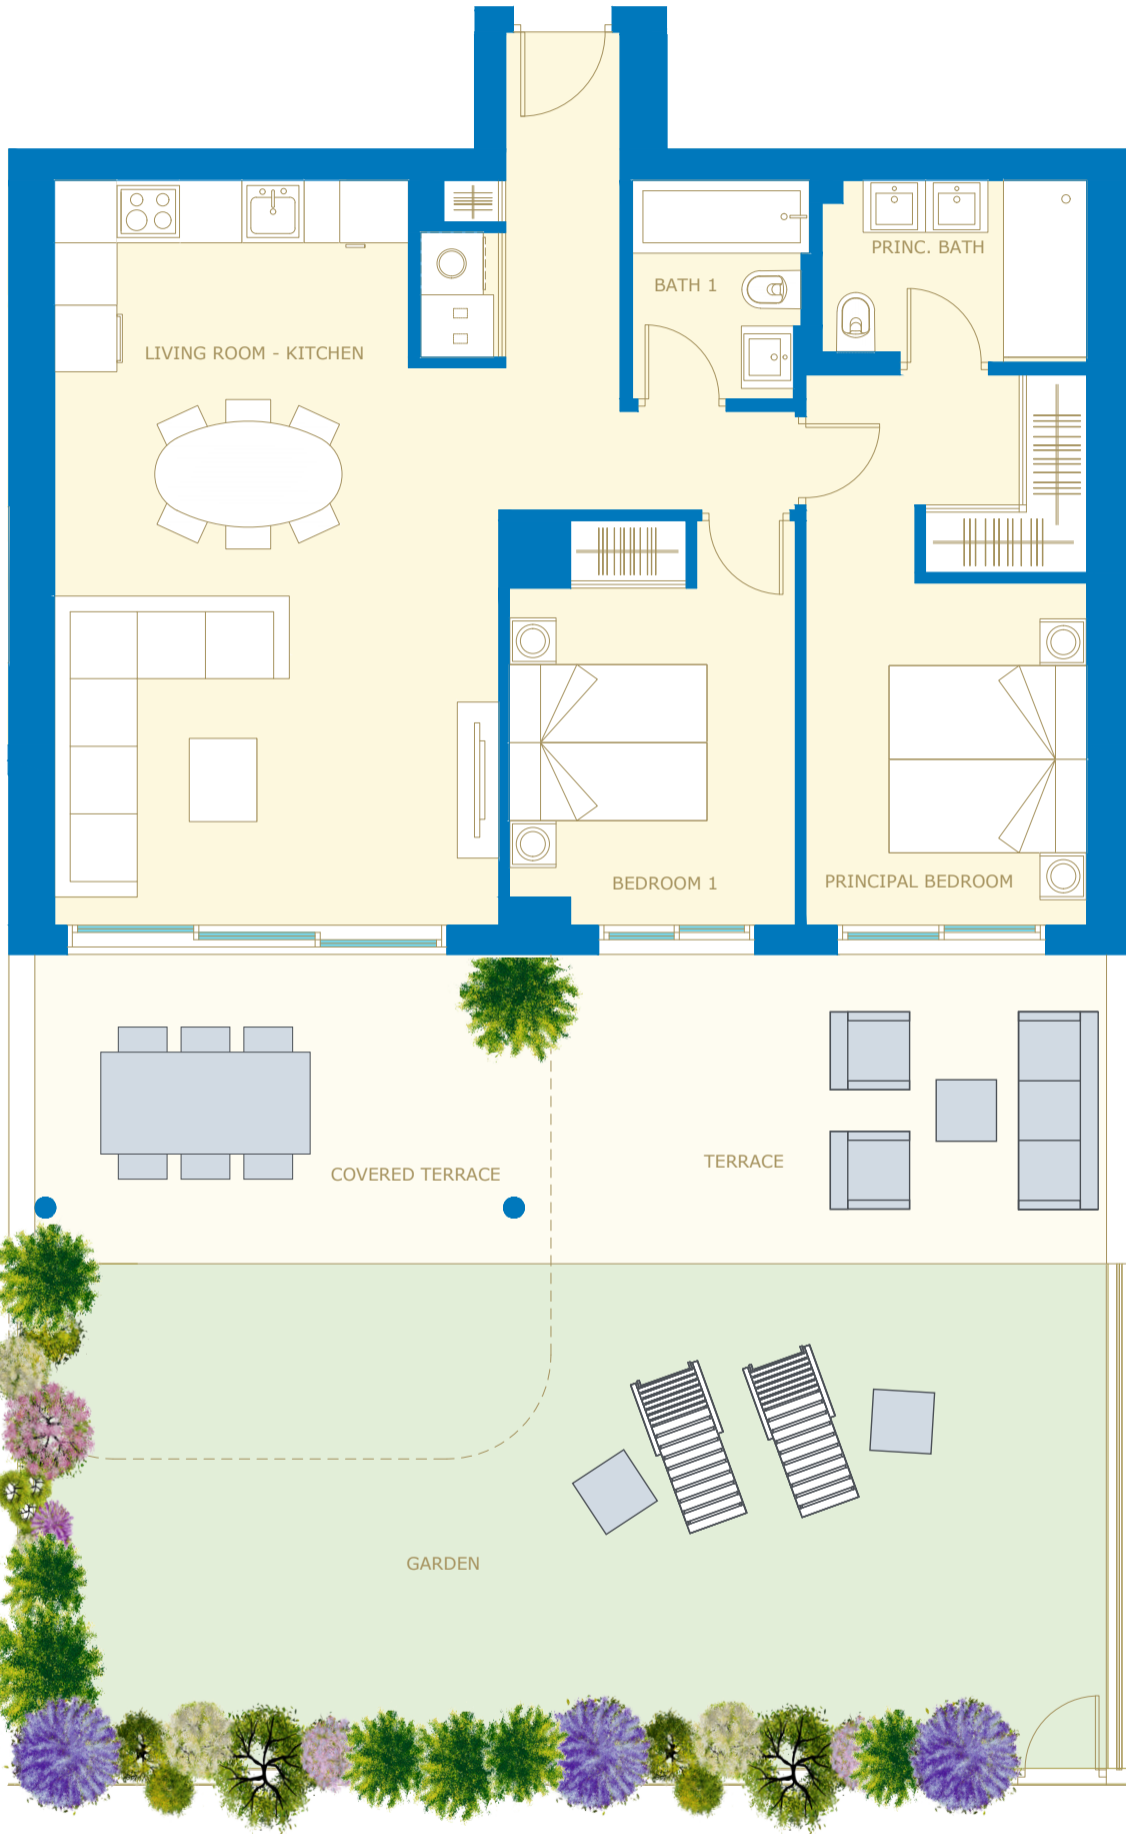 PRINC. BATH
BATH 1
LIVING ROOM - KITCHEN
BEDROOM 1
PRINCIPAL BEDROOM
COVERED TERRACE
TERRACE
GARDEN